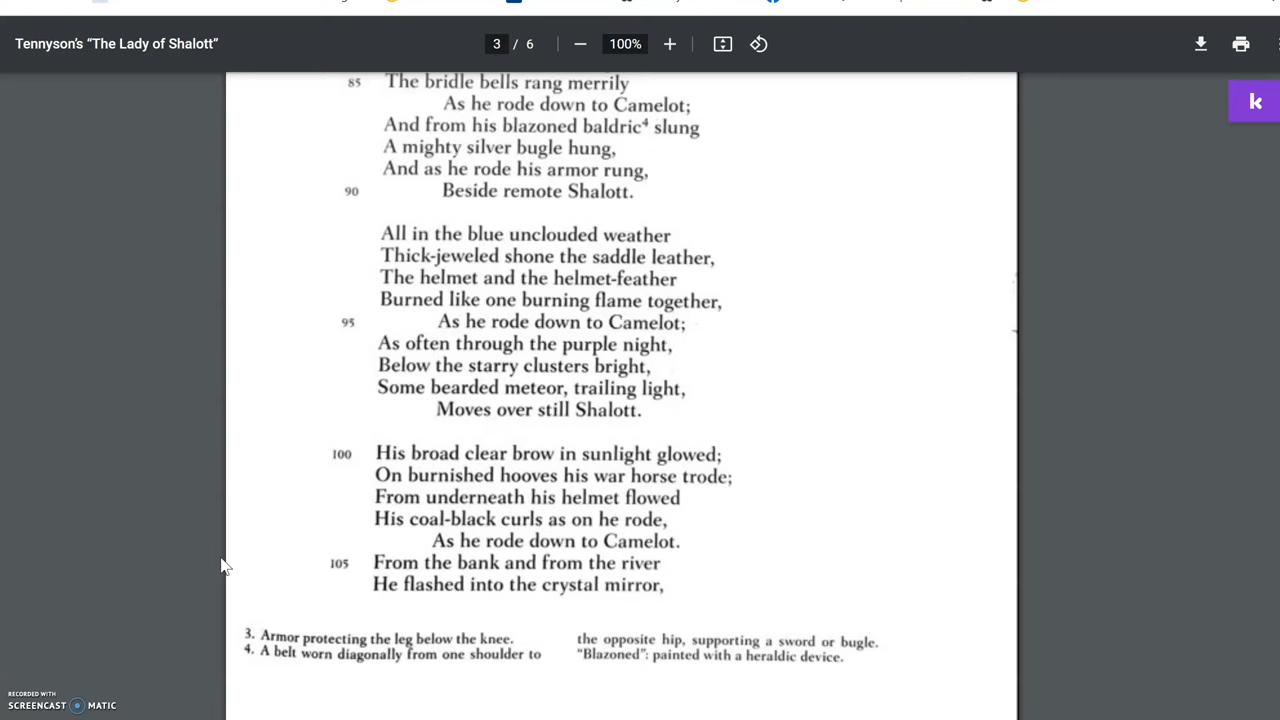 Tennyson's "The Lady of Shalott"
3 / 6
100%
k
85 The bridle bells rang merrily
As he rode down to Camelot;
And from his blazoned baldric⁴ slung
A mighty silver bugle hung,
And as he rode his armor rung,
90 Beside remote Shalott.
All in the blue unclouded weather
Thick-jeweled shone the saddle leather,
The helmet and the helmet-feather
Burned like one burning flame together,
95 As he rode down to Camelot;
As often through the purple night,
Below the starry clusters bright,
Some bearded meteor, trailing light,
Moves over still Shalott.
100 His broad clear brow in sunlight glowed;
On burnished hooves his war horse trode;
From underneath his helmet flowed
His coal-black curls as on he rode,
As he rode down to Camelot.
105 From the bank and from the river
He flashed into the crystal mirror,
3. Armor protecting the leg below the knee.
4. A belt worn diagonally from one shoulder to
the opposite hip, supporting a sword or bugle.
"Blazoned": painted with a heraldic device.
RECORDED WITH
SCREENCAST MATIC